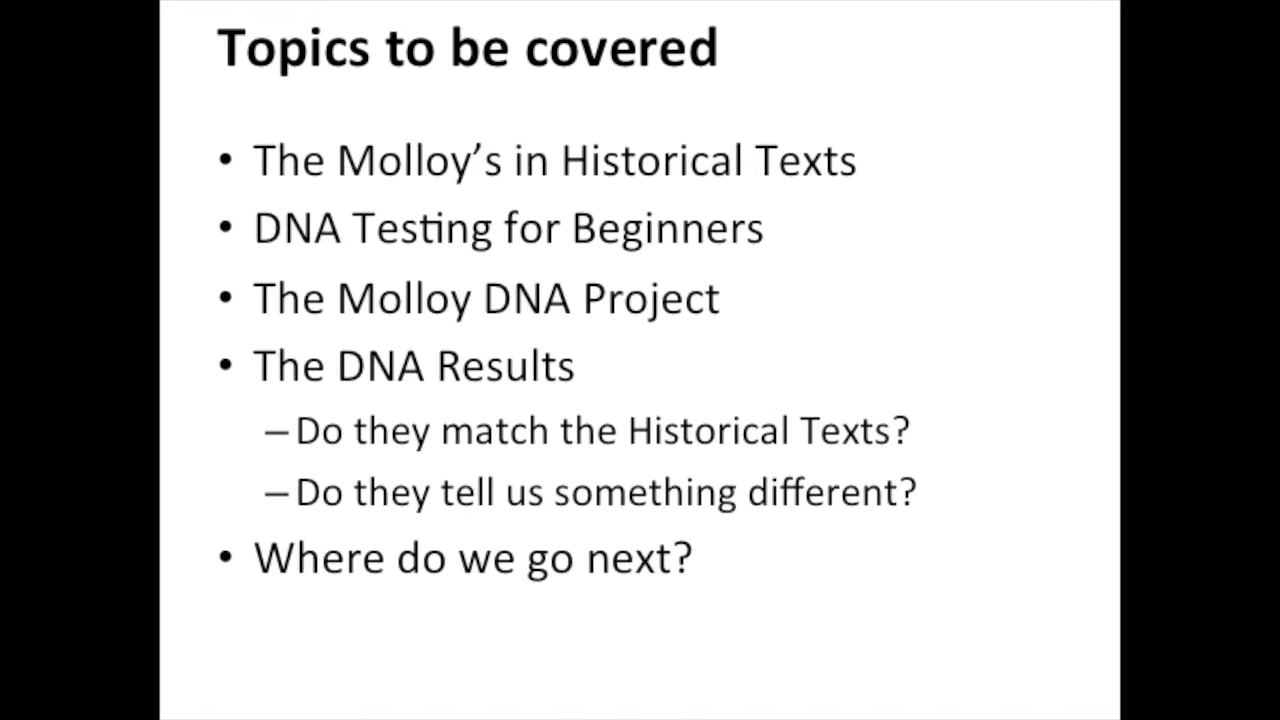 Topics to be covered
• The Molloy’s in Historical Texts
• DNA Testing for Beginners
• The Molloy DNA Project
• The DNA Results
– Do they match the Historical Texts?
– Do they tell us something different?
• Where do we go next?